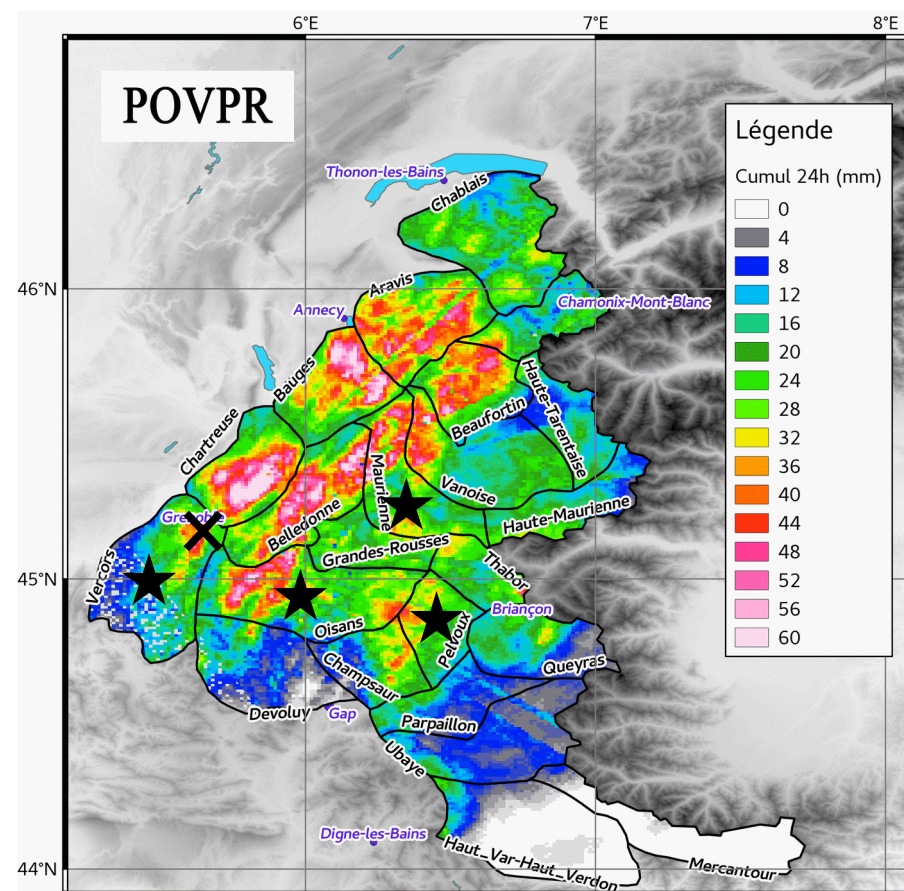 6°E 7°E 8°E
POVPR
Légende
Cumul 24h (mm)
0
4
8
12
16
20
24
28
32
36
40
44
48
52
56
60
Thonon-les-Bains
Chablais
46°N
Aravis
Chamonix-Mont-Blanc
Annecy
Bauges
Haute-Tarentaise
Beaufortin
Chartreuse
Maurienne
Vanoise
Grenoble
Belledonne
Haute-Maurienne
Grandes-Rousses
45°N
Vercors
Thabor
Briançon
Oisans
Pelvoux
Champsaur
Queyras
Devoluy
Gap
Parpaillon
Ubaye
Digne-les-Bains
44°N
Haut_Var-Haut_Verdon
Mercantour